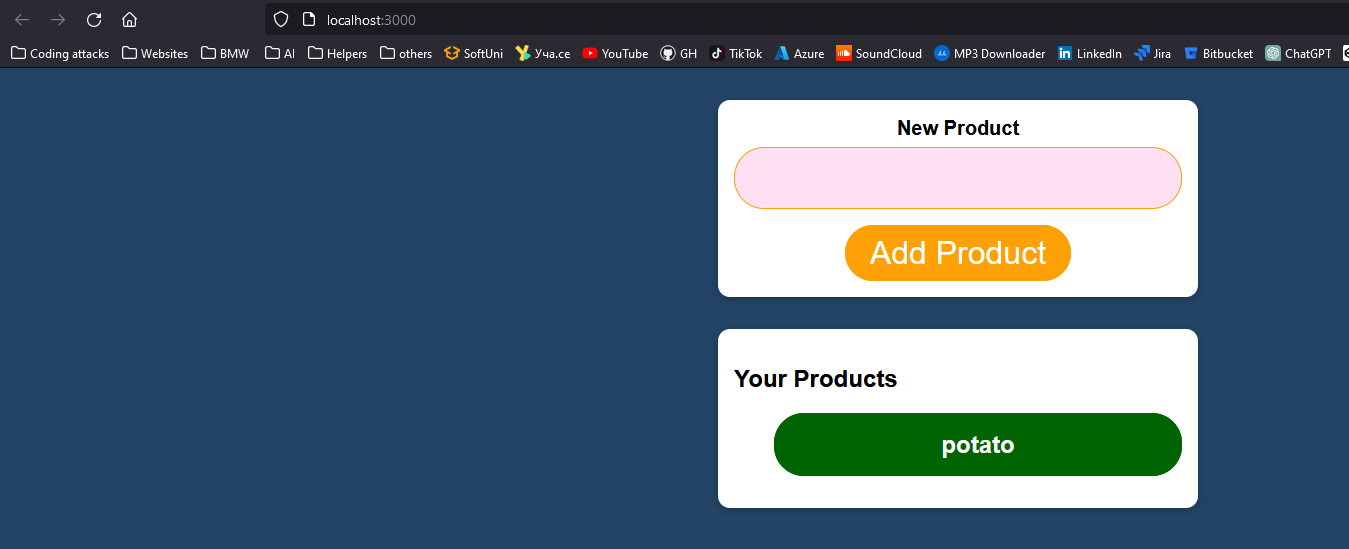 localhost:3000
Coding attacks Websites BMW AI Helpers others SoftUni Уча.се YouTube GH TikTok Azure SoundCloud MP3 Downloader LinkedIn Jira Bitbucket ChatGPT
New Product
Add Product
Your Products
potato